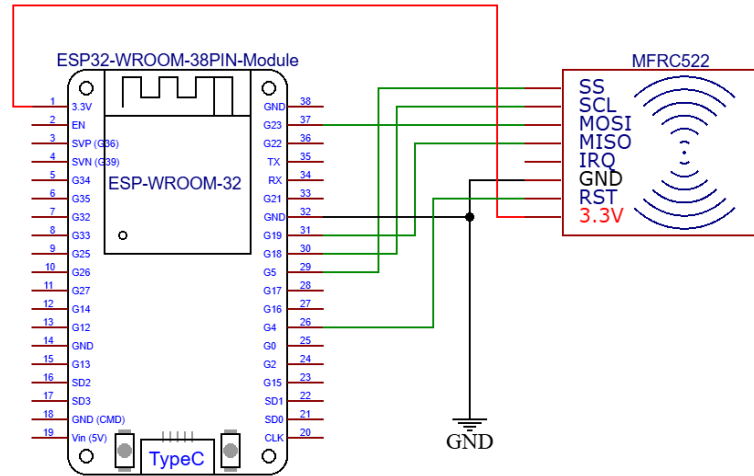 ESP32-WROOM-38PIN-Module
MFRC522
ESP-WROOM-32
1 3.3V
2 EN
3 SVP (G36)
4 SVN (G39)
5 G34
6 G35
7 G32
8 G33
9 G25
10 G26
11 G27
12 G14
13 G12
14 GND
15 G13
16 SD2
17 SD3
18 GND (CMD)
19 Vin (5V)
GND 38
G23 37
G22 36
TX 35
RX 34
G21 33
GND 32
G19 31
G18 30
G5 29
G17 28
G16 27
G4 26
G0 25
G2 24
G15 23
SD1 22
SD0 21
CLK 20
TypeC
SS
SCL
MOSI
MISO
IRQ
GND
RST
3.3V
GND